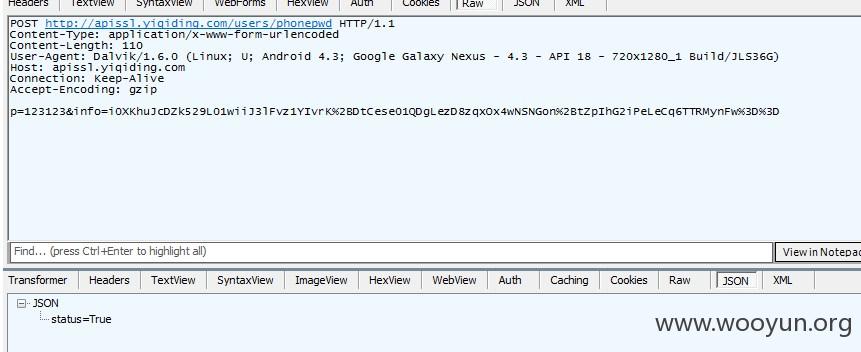 Headers TextView SyntaxView WebForms HexView Auth Cookies Raw JSON XML
POST http://apissl.yiqiding.com/users/phonepwd HTTP/1.1
Content-Type: application/x-www-form-urlencoded
Content-Length: 110
User-Agent: Dalvik/1.6.0 (Linux; U; Android 4.3; Google Galaxy Nexus - 4.3 - API 18 - 720x1280_1 Build/JLS36G)
Host: apissl.yiqiding.com
Connection: Keep-Alive
Accept-Encoding: gzip
p=123123&info=i0XKhuJcDZk529L01wiiJ3lFvz1YIvrK%2BDtCese01QDgLezD8zqxOx4wNSNGon%2BtZpIhG2iPeLeCq6TTRMynFw%3D%3D
Find... (press Ctrl+Enter to highlight all)
View in Notepad
Transformer Headers TextView SyntaxView ImageView HexView WebView Auth Caching Cookies Raw JSON XML
JSON
status=True
www.wooyun.org